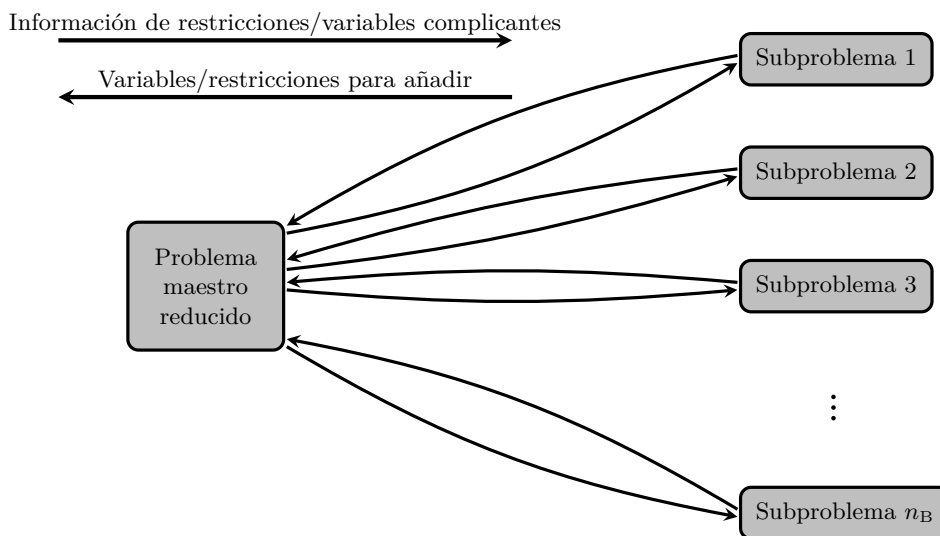 Información de restricciones/variables complicantes
Variables/restricciones para añadir
Subproblema 1
Subproblema 2
Problema
maestro
reducido
Subproblema 3
⋮
Subproblema n_B